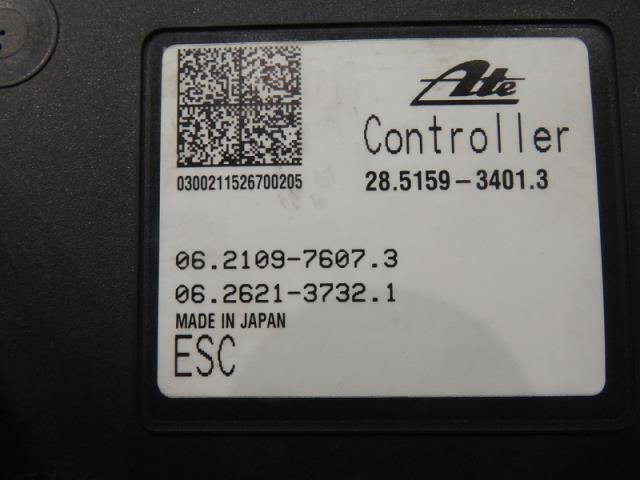 Ate
Controller
0300211526700205
28.5159-3401.3
06.2109-7607.3
06.2621-3732.1
MADE IN JAPAN
ESC